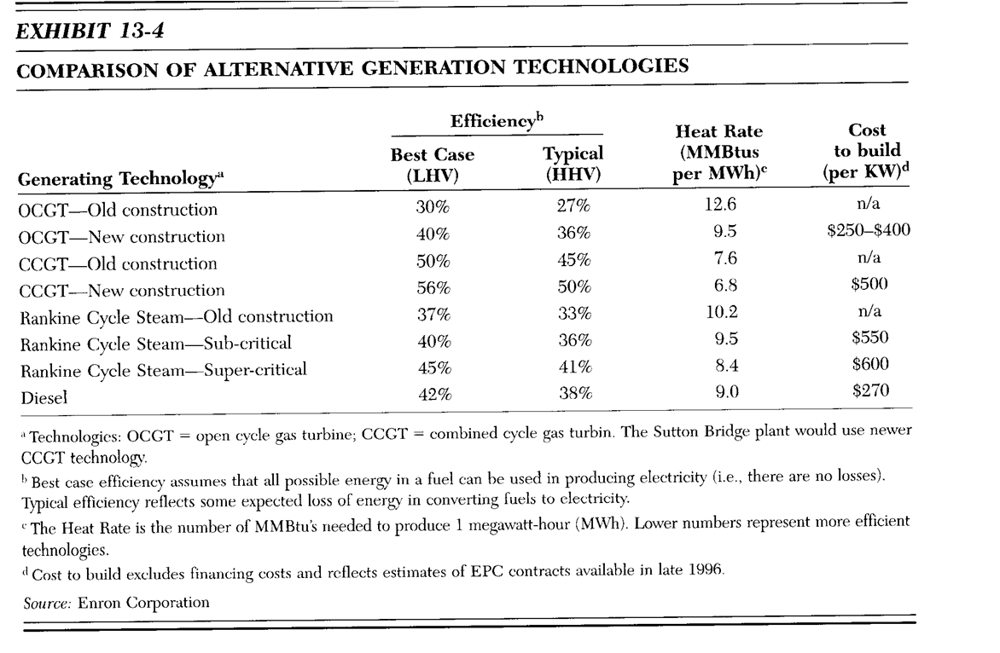 EXHIBIT 13-4
COMPARISON OF ALTERNATIVE GENERATION TECHNOLOGIES
Efficiencyᵇ
Generating Technologyᵃ Best Case (LHV) Typical (HHV) Heat Rate (MMBtus per MWh)ᶜ Cost to build (per KW)ᵈ
OCGT—Old construction 30% 27% 12.6 n/a
OCGT—New construction 40% 36% 9.5 $250–$400
CCGT—Old construction 50% 45% 7.6 n/a
CCGT—New construction 56% 50% 6.8 $500
Rankine Cycle Steam—Old construction 37% 33% 10.2 n/a
Rankine Cycle Steam—Sub-critical 40% 36% 9.5 $550
Rankine Cycle Steam—Super-critical 45% 41% 8.4 $600
Diesel 42% 38% 9.0 $270
ᵃ Technologies: OCGT = open cycle gas turbine; CCGT = combined cycle gas turbin. The Sutton Bridge plant would use newer
CCGT technology.
ᵇ Best case efficiency assumes that all possible energy in a fuel can be used in producing electricity (i.e., there are no losses).
Typical efficiency reflects some expected loss of energy in converting fuels to electricity.
ᶜ The Heat Rate is the number of MMBtu's needed to produce 1 megawatt-hour (MWh). Lower numbers represent more efficient
technologies.
ᵈ Cost to build excludes financing costs and reflects estimates of EPC contracts available in late 1996.
Source: Enron Corporation